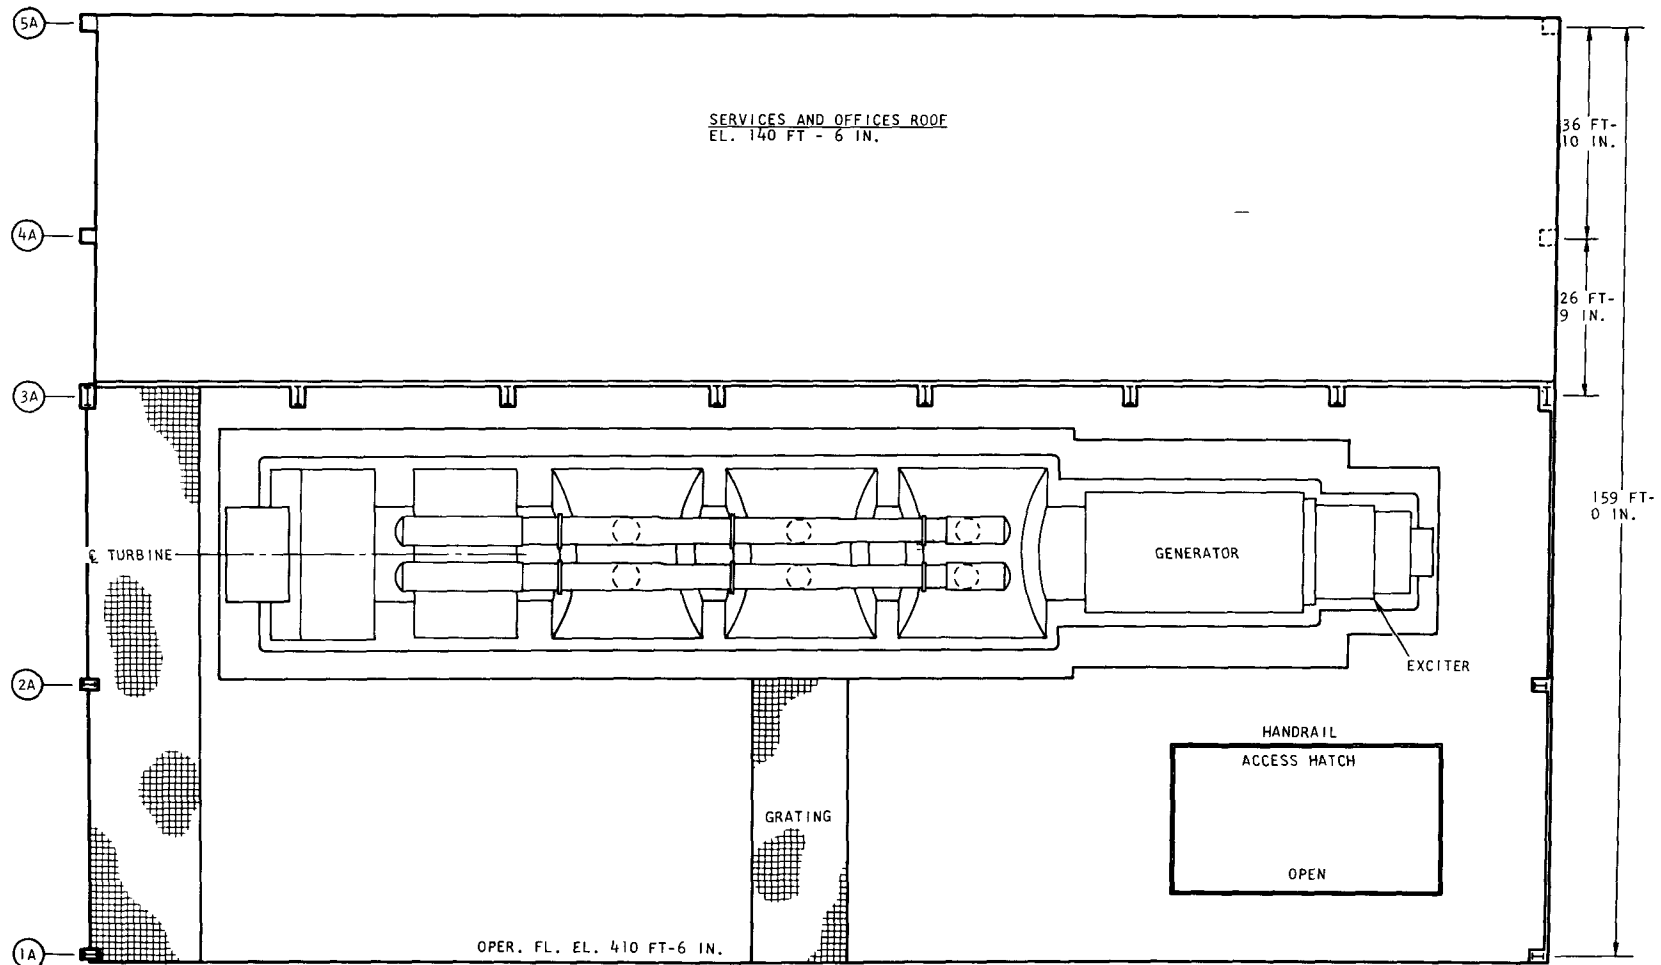 5A
SERVICES AND OFFICES ROOF
EL. 140 FT - 6 IN.
36 FT-
10 IN.
4A
26 FT-
9 IN.
3A
159 FT-
0 IN.
℄ TURBINE
GENERATOR
EXCITER
2A
HANDRAIL
ACCESS HATCH
GRATING
OPEN
OPER. FL. EL. 410 FT-6 IN.
1A